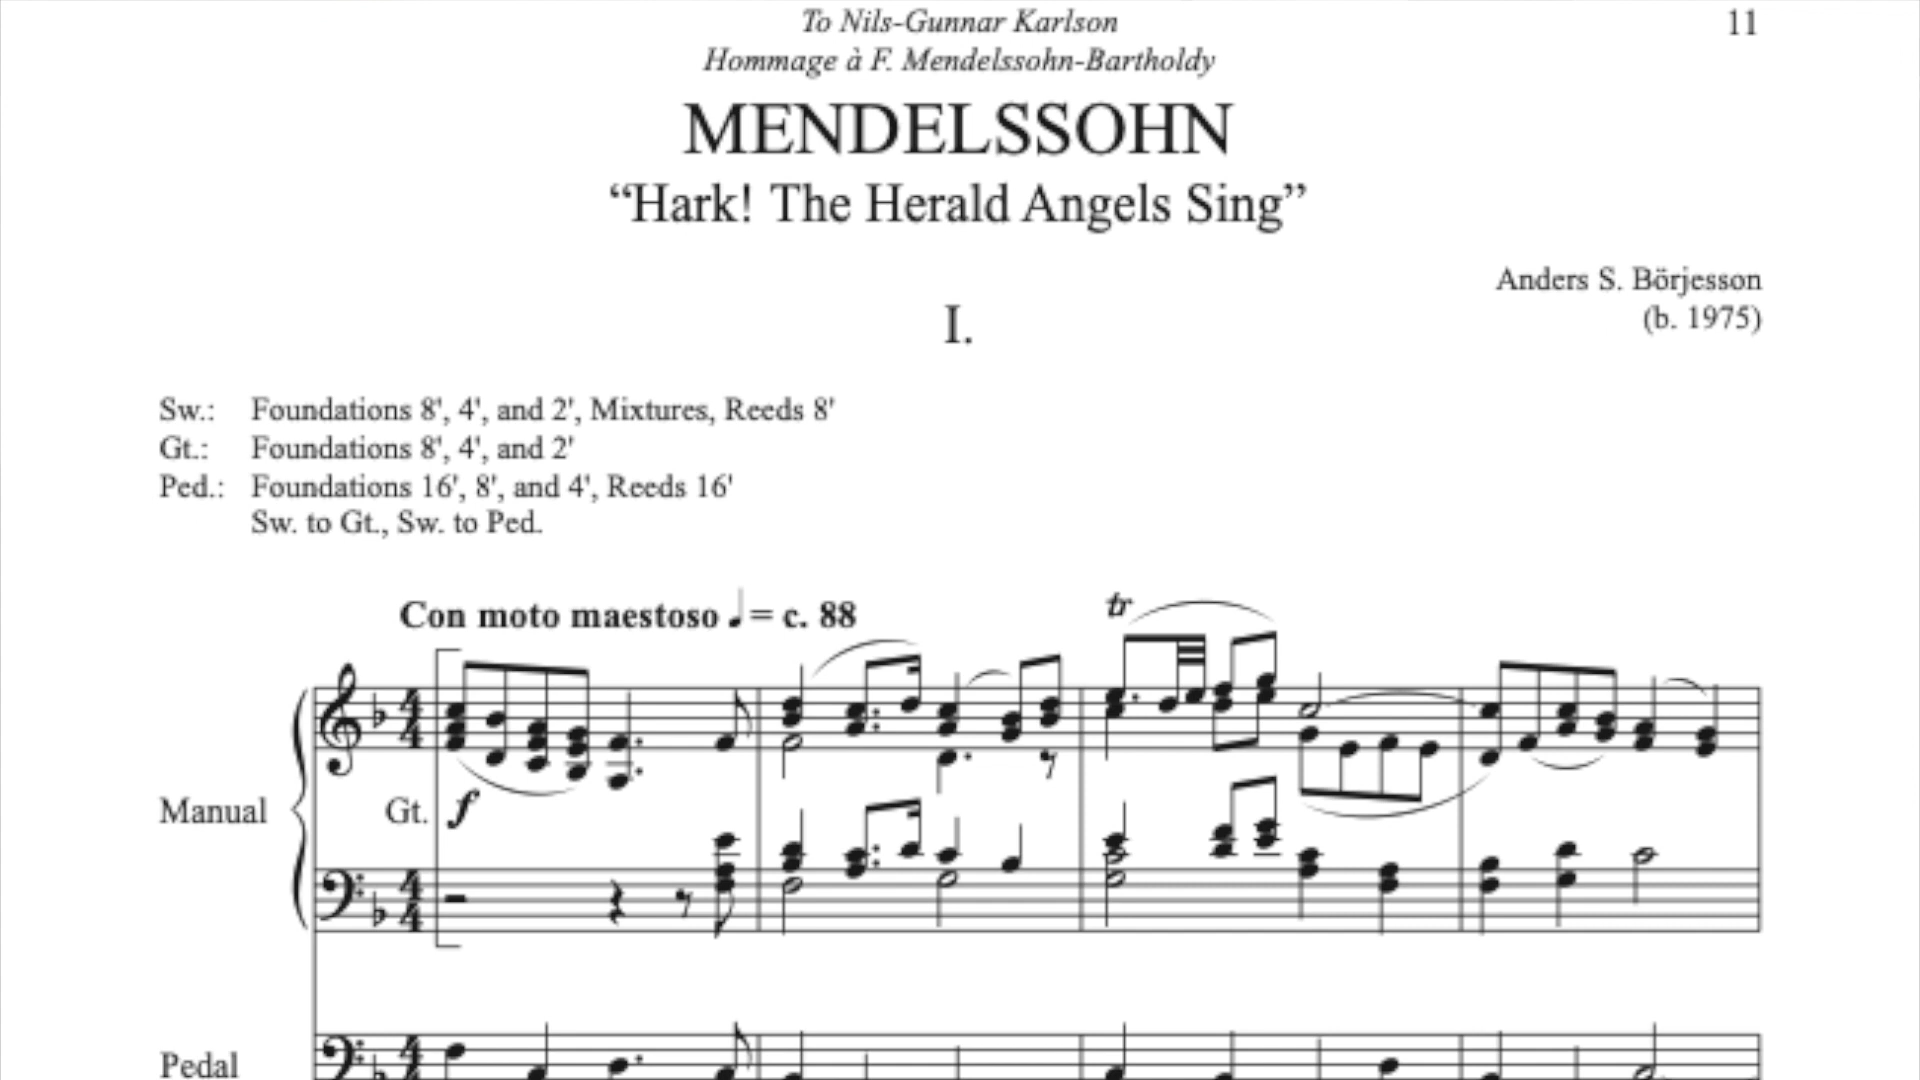 To Nils-Gunnar Karlson
11
Hommage à F. Mendelssohn-Bartholdy
MENDELSSOHN
“Hark! The Herald Angels Sing”
Anders S. Börjesson
(b. 1975)
I.
Sw.: Foundations 8', 4', and 2', Mixtures, Reeds 8'
Gt.: Foundations 8', 4', and 2'
Ped.: Foundations 16', 8', and 4', Reeds 16'
Sw. to Gt., Sw. to Ped.
Con moto maestoso ♩ = c. 88
tr
Manual
Gt. f
Pedal